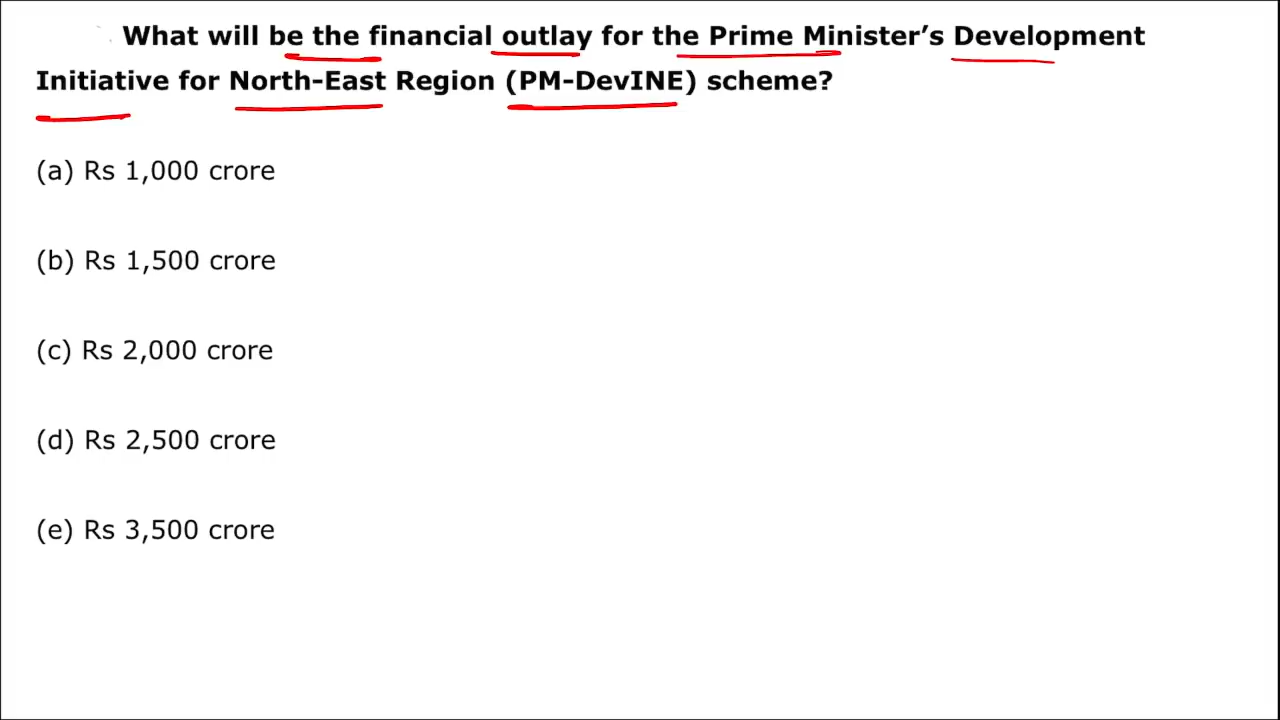 What will be the financial outlay for the Prime Minister’s Development
Initiative for North-East Region (PM-DevINE) scheme?
(a) Rs 1,000 crore
(b) Rs 1,500 crore
(c) Rs 2,000 crore
(d) Rs 2,500 crore
(e) Rs 3,500 crore